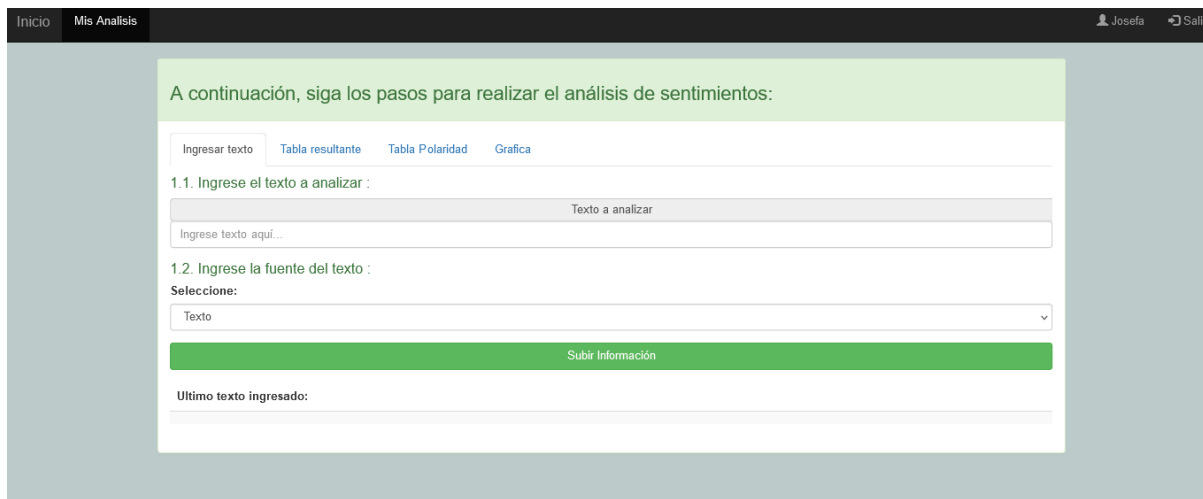 Inicio Mis Analisis Josefa Sali
A continuación, siga los pasos para realizar el análisis de sentimientos:
Ingresar texto Tabla resultante Tabla Polaridad Grafica
1.1. Ingrese el texto a analizar :
Texto a analizar
Ingrese texto aquí...
1.2. Ingrese la fuente del texto :
Seleccione:
Texto
Subir Información
Ultimo texto ingresado: